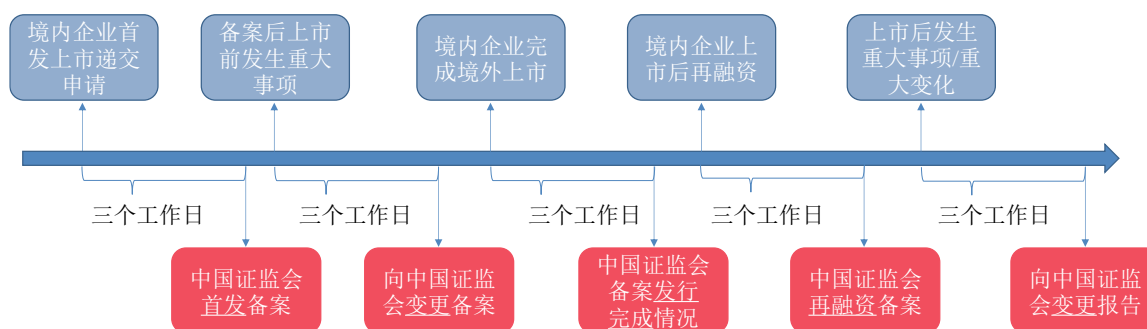 境内企业首
发上市递交
申请
备案后上市
前发生重大
事项
境内企业完
成境外上市
境内企业上
市后再融资
上市后发生
重大事项/重
大变化
三个工作日
三个工作日
三个工作日
三个工作日
三个工作日
中国证监会
首发备案
向中国证监
会变更备案
中国证监会
备案发行
完成情况
中国证监会
再融资备案
向中国证监
会变更报告